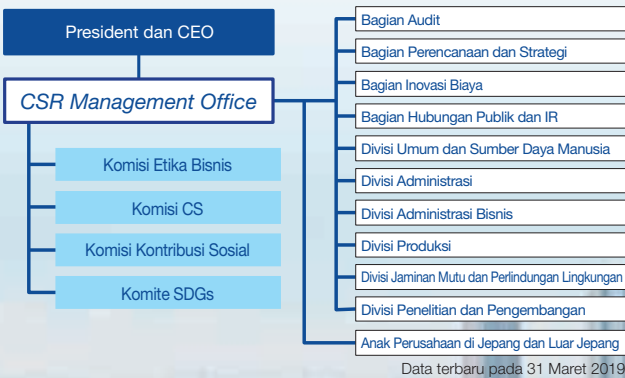 President dan CEO
CSR Management Office
Komisi Etika Bisnis
Komisi CS
Komisi Kontribusi Sosial
Komite SDGs
Bagian Audit
Bagian Perencanaan dan Strategi
Bagian Inovasi Biaya
Bagian Hubungan Publik dan IR
Divisi Umum dan Sumber Daya Manusia
Divisi Administrasi
Divisi Administrasi Bisnis
Divisi Produksi
Divisi Jaminan Mutu dan Perlindungan Lingkungan
Divisi Penelitian dan Pengembangan
Anak Perusahaan di Jepang dan Luar Jepang
Data terbaru pada 31 Maret 2019